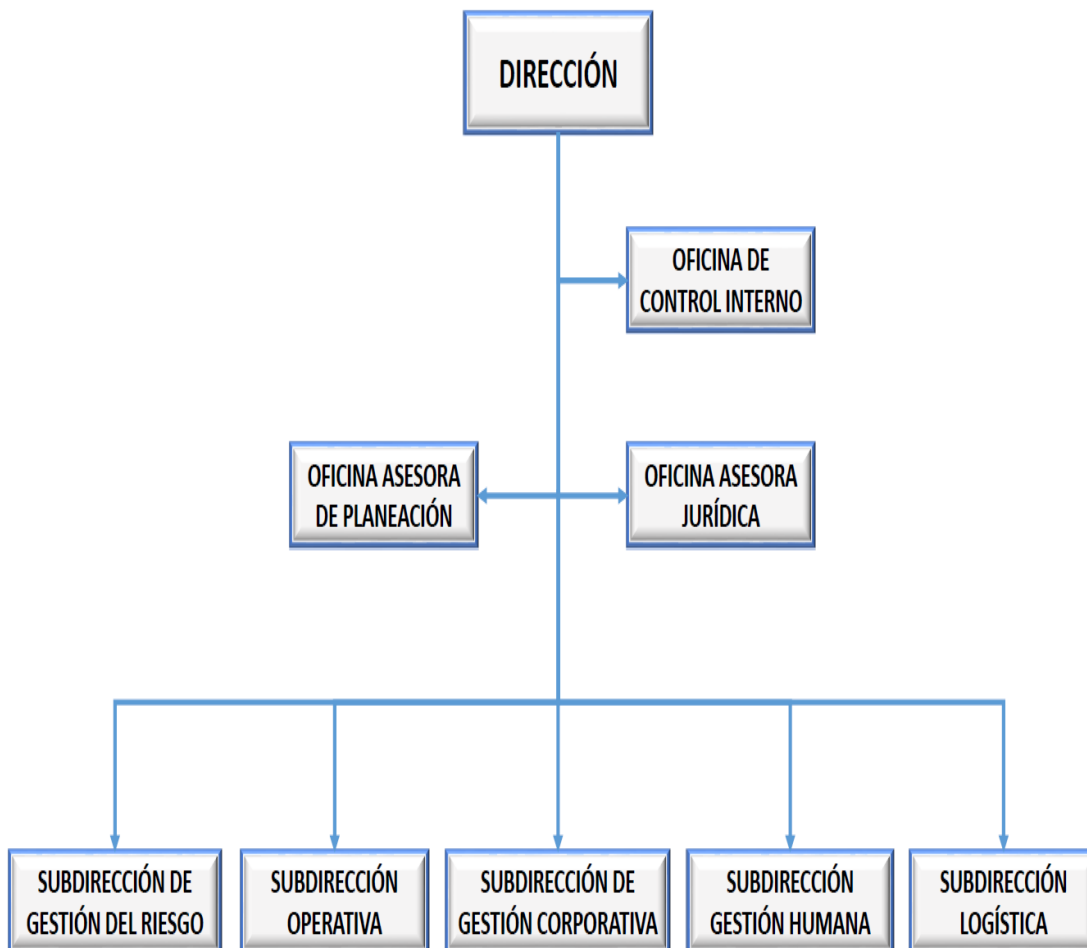 DIRECCIÓN
OFICINA DE
CONTROL INTERNO
OFICINA ASESORA
DE PLANEACIÓN
OFICINA ASESORA
JURÍDICA
SUBDIRECCIÓN DE
GESTIÓN DEL RIESGO
SUBDIRECCIÓN
OPERATIVA
SUBDIRECCIÓN DE
GESTIÓN CORPORATIVA
SUBDIRECCIÓN
GESTIÓN HUMANA
SUBDIRECCIÓN
LOGÍSTICA